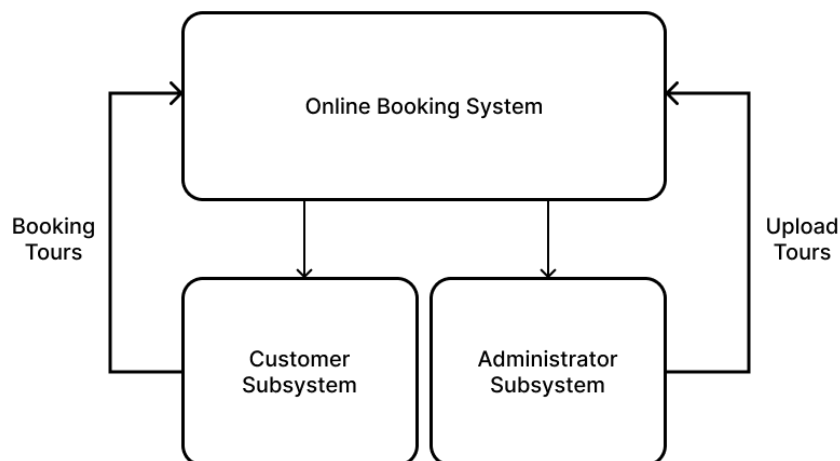 Online Booking System
Booking
Tours
Upload
Tours
Customer
Subsystem
Administrator
Subsystem